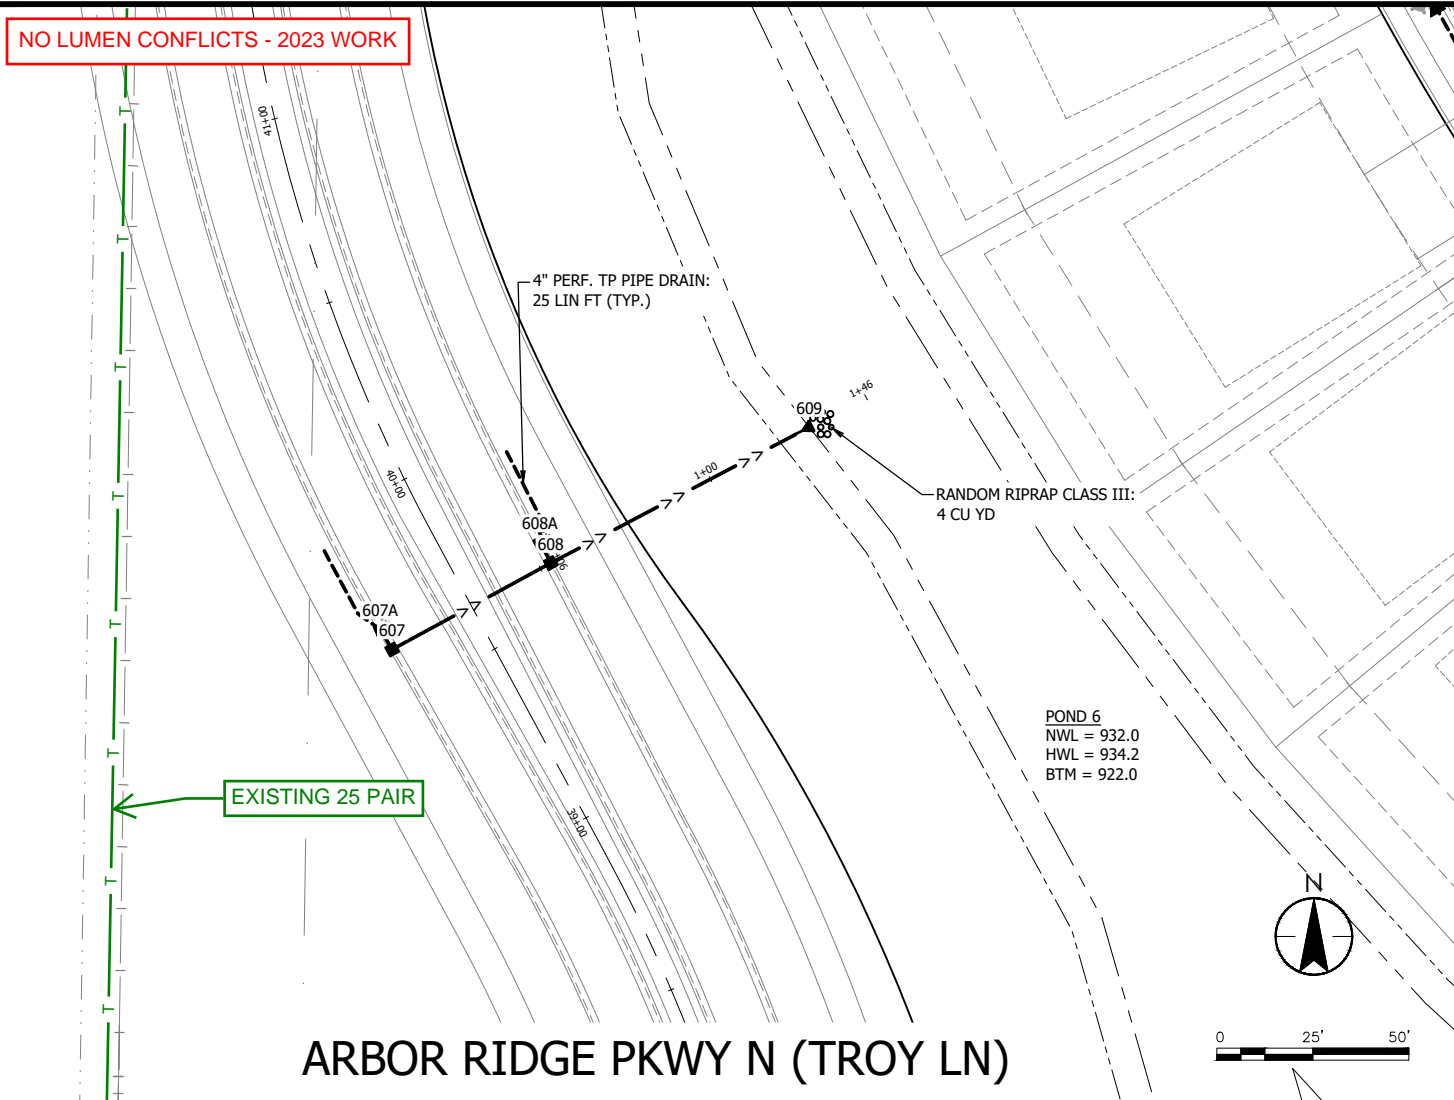 NO LUMEN CONFLICTS - 2023 WORK
41+00
4" PERF. TP PIPE DRAIN:
25 LIN FT (TYP.)
1+46
609
1+00
40+00
RANDOM RIPRAP CLASS III:
4 CU YD
608A
608
607A
607
POND 6
NWL = 932.0
HWL = 934.2
BTM = 922.0
EXISTING 25 PAIR
39+00
N
ARBOR RIDGE PKWY N (TROY LN)
0 25' 50'
T
T
T
T
T
T
T
T